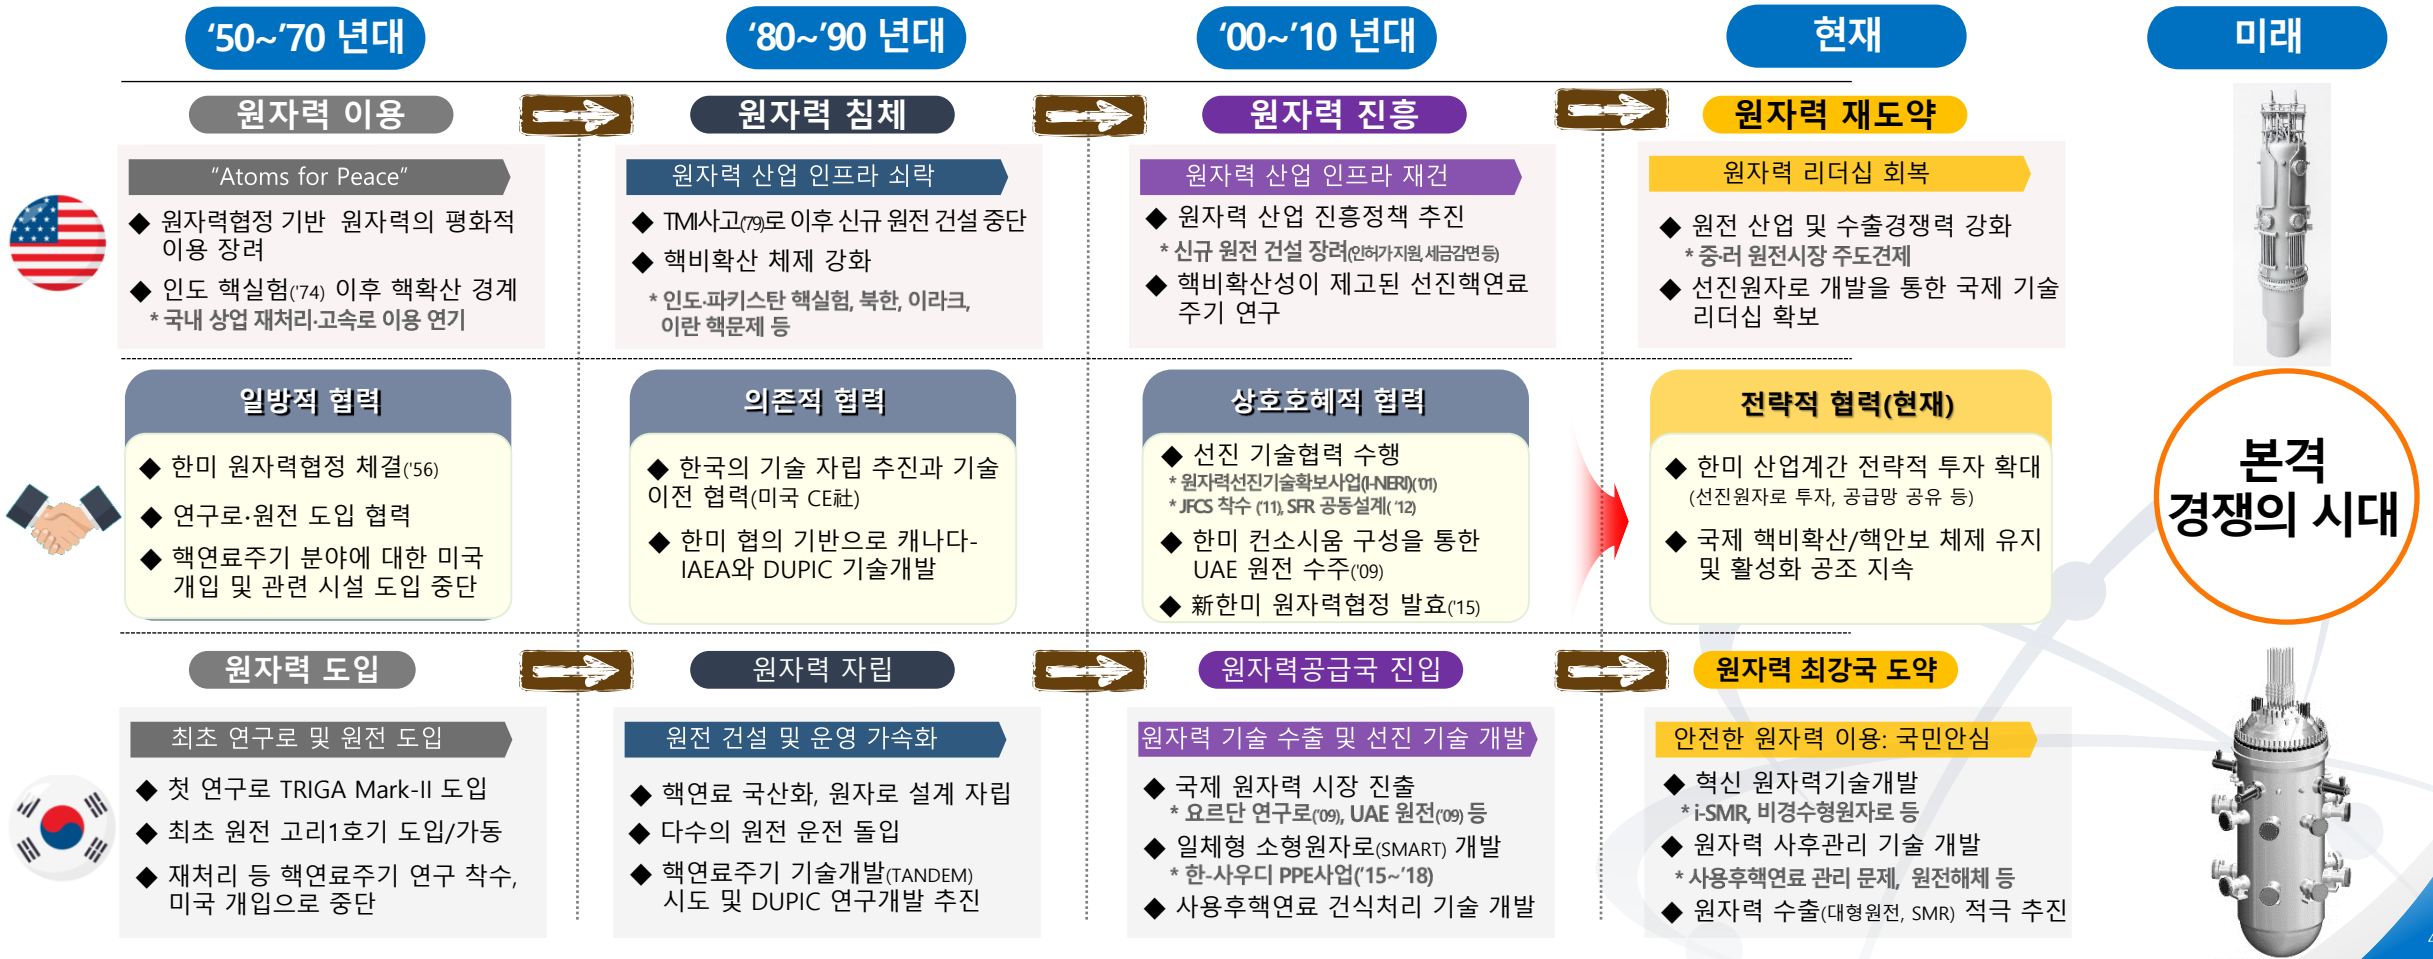 ‘50~’70 년대
‘80~’90 년대
‘00~’10 년대
현재
미래
원자력 이용
원자력 침체
원자력 진흥
원자력 재도약
“Atoms for Peace”
◆ 원자력협정 기반 원자력의 평화적
이용 장려
◆ 인도 핵실험('74) 이후 핵확산 경계
* 국내 상업 재처리·고속로 이용 연기
원자력 산업 인프라 쇠락
◆ TMI사고('79)로 이후 신규 원전 건설 중단
◆ 핵비확산 체제 강화
* 인도·파키스탄 핵실험, 북한, 이라크,
이란 핵문제 등
원자력 산업 인프라 재건
◆ 원자력 산업 진흥정책 추진
* 신규 원전 건설 장려(인허가 지원, 세금감면 등)
◆ 핵비확산성이 제고된 선진핵연료
주기 연구
원자력 리더십 회복
◆ 원전 산업 및 수출경쟁력 강화
* 중·러 원전시장 주도견제
◆ 선진원자로 개발을 통한 국제 기술
리더십 확보
일방적 협력
◆ 한미 원자력협정 체결('56)
◆ 연구로·원전 도입 협력
◆ 핵연료주기 분야에 대한 미국
개입 및 관련 시설 도입 중단
의존적 협력
◆ 한국의 기술 자립 추진과 기술
이전 협력(미국 CE社)
◆ 한미 협의 기반으로 캐나다-
IAEA와 DUPIC 기술개발
상호호혜적 협력
◆ 선진 기술협력 수행
* 원자력선진기술확보사업(I-NERI)('01)
* JFCS 착수 ('11), SFR 공동설계( '12)
◆ 한미 컨소시움 구성을 통한
UAE 원전 수주('09)
◆ 新한미 원자력협정 발효('15)
전략적 협력(현재)
◆ 한미 산업계간 전략적 투자 확대
(선진원자로 투자, 공급망 공유 등)
◆ 국제 핵비확산/핵안보 체제 유지
및 활성화 공조 지속
본격
경쟁의 시대
원자력 도입
원자력 자립
원자력공급국 진입
원자력 최강국 도약
최초 연구로 및 원전 도입
◆ 첫 연구로 TRIGA Mark-II 도입
◆ 최초 원전 고리1호기 도입/가동
◆ 재처리 등 핵연료주기 연구 착수,
미국 개입으로 중단
원전 건설 및 운영 가속화
◆ 핵연료 국산화, 원자로 설계 자립
◆ 다수의 원전 운전 돌입
◆ 핵연료주기 기술개발(TANDEM)
시도 및 DUPIC 연구개발 추진
원자력 기술 수출 및 선진 기술 개발
◆ 국제 원자력 시장 진출
* 요르단 연구로('09), UAE 원전('09) 등
◆ 일체형 소형원자로(SMART) 개발
* 한-사우디 PPE사업('15~'18)
◆ 사용후핵연료 건식처리 기술 개발
안전한 원자력 이용: 국민안심
◆ 혁신 원자력기술개발
* i-SMR, 비경수형원자로 등
◆ 원자력 사후관리 기술 개발
* 사용후핵연료 관리 문제, 원전해체 등
◆ 원자력 수출(대형원전, SMR) 적극 추진